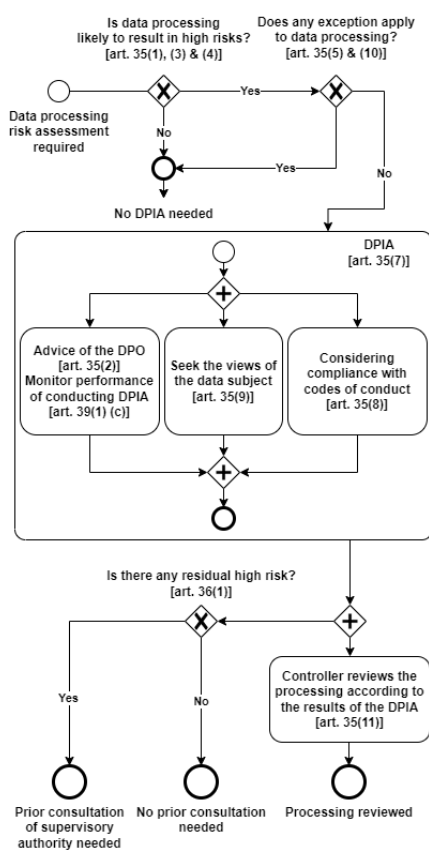 Is data processing
likely to result in high risks?
[art. 35(1), (3) & (4)]
Does any exception apply
to data processing?
[art. 35(5) & (10)]
Yes
Data processing
risk assessment
required
No
Yes
No
No DPIA needed
DPIA
[art. 35(7)]
Advice of the DPO
[art. 35(2)]
Monitor performance
of conducting DPIA
[art. 39(1) (c)]
Seek the views of
the data subject
[art. 35(9)]
Considering
compliance with
codes of conduct
[art. 35(8)]
Is there any residual high risk?
[art. 36(1)]
Controller reviews the
processing according to
the results of the DPIA
[art. 35(11)]
Yes
No
Prior consultation
of supervisory
authority needed
No prior consultation
needed
Processing reviewed